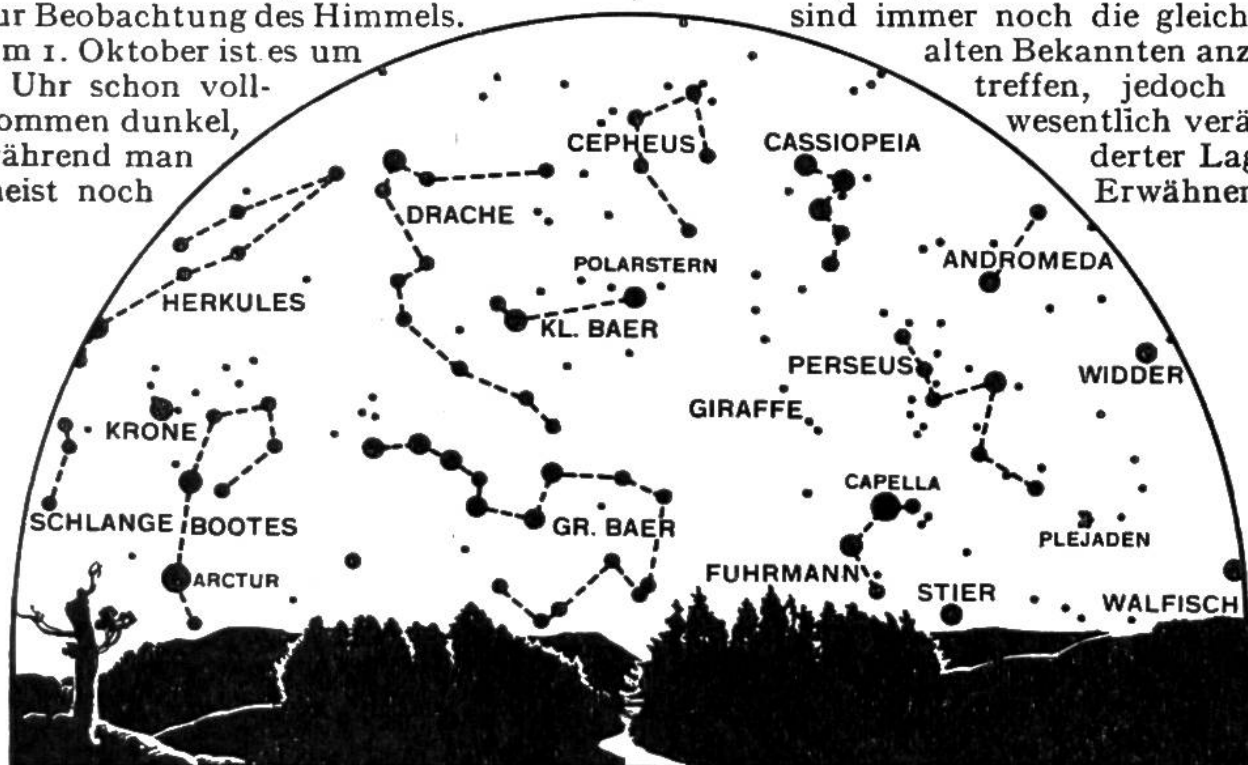 ur Beobachtung des Himmels.
m 1. Oktober ist es um
Uhr schon voll-
ommen dunkel,
ährend man
eist noch
sind immer noch die gleich
alten Bekannten anz
treffen, jedoch
wesentlich verä
derter Lag
Erwähnen
CEPHEUS
CASSIOPEIA
DRACHE
POLARSTERN
ANDROMEDA
HERKULES
KL. BAER
PERSEUS
WIDDER
GIRAFFE
KRONE
CAPELLA
SCHLANGE
BOOTES
GR. BAER
PLEJADEN
ARCTUR
FUHRMANN
STIER
WALFISCH